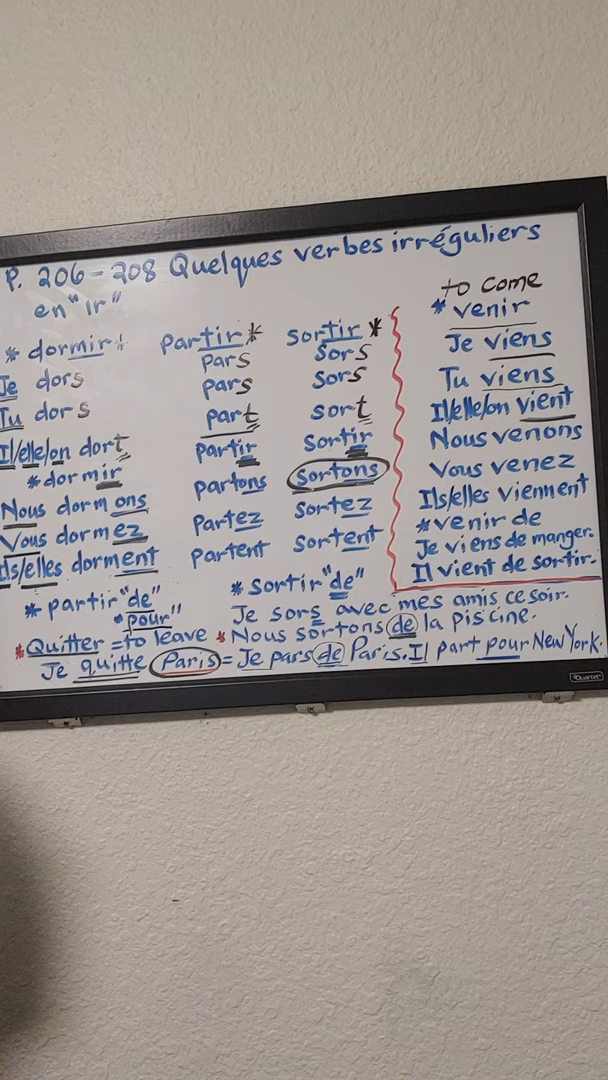 P. 206-208 Quelques verbes irréguliers
en "ir"
* dormir* partir* sortir* 
pars sors
Je dors pars sors
Tu dors part sort
Il/elle/on dort partir sortir
*dormir partons sortons
Nous dormons partez sortez
Vous dormez partent sortent
Ils/elles dorment
to come
* venir
Je viens
Tu viens
Il/elle/on vient
Nous venons
Vous venez
Ils/elles viennent
*venir de
Je viens de manger.
Il vient de sortir.
* partir "de" * sortir "de"
* pour" Je sors avec mes amis ce soir.
*Quitter = to leave * Nous sortons de la piscine.
Je quitte Paris = Je pars de Paris. Il part pour New York.
Quartet